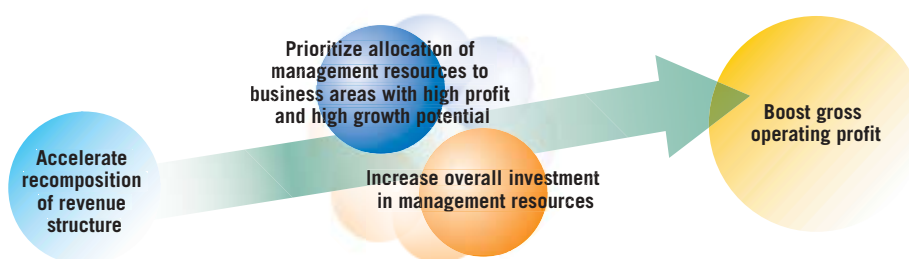 Accelerate
recomposition
of revenue
structure
Prioritize allocation of
management resources to
business areas with high profit
and high growth potential
Increase overall investment
in management resources
Boost gross
operating profit